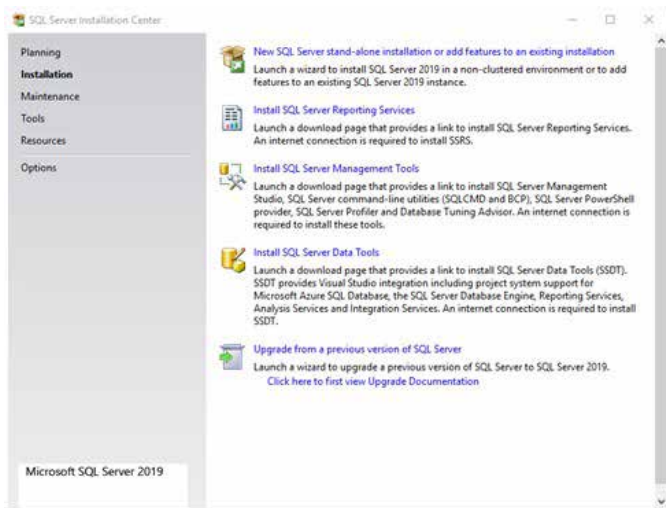 SQL Server Installation Center
Planning
Installation
Maintenance
Tools
Resources
Options
New SQL Server stand-alone installation or add features to an existing installation
Launch a wizard to install SQL Server 2019 in a non-clustered environment or to add
features to an existing SQL Server 2019 instance.
Install SQL Server Reporting Services
Launch a download page that provides a link to install SQL Server Reporting Services.
An internet connection is required to install SSRS.
Install SQL Server Management Tools
Launch a download page that provides a link to install SQL Server Management
Studio, SQL Server command-line utilities (SQLCMD and BCP), SQL Server PowerShell
provider, SQL Server Profiler and Database Tuning Advisor. An internet connection is
required to install these tools.
Install SQL Server Data Tools
Launch a download page that provides a link to install SQL Server Data Tools (SSDT).
SSDT provides Visual Studio integration including project system support for
Microsoft Azure SQL Database, the SQL Server Database Engine, Reporting Services,
Analysis Services and Integration Services. An internet connection is required to install
SSDT.
Upgrade from a previous version of SQL Server
Launch a wizard to upgrade a previous version of SQL Server to SQL Server 2019.
Click here to first view Upgrade Documentation
Microsoft SQL Server 2019